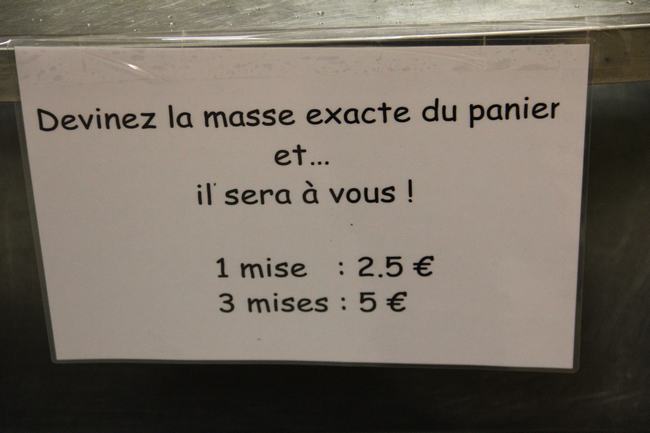 Devinez la masse exacte du panier
et...
il sera à vous !
1 mise : 2.5 €
3 mises : 5 €